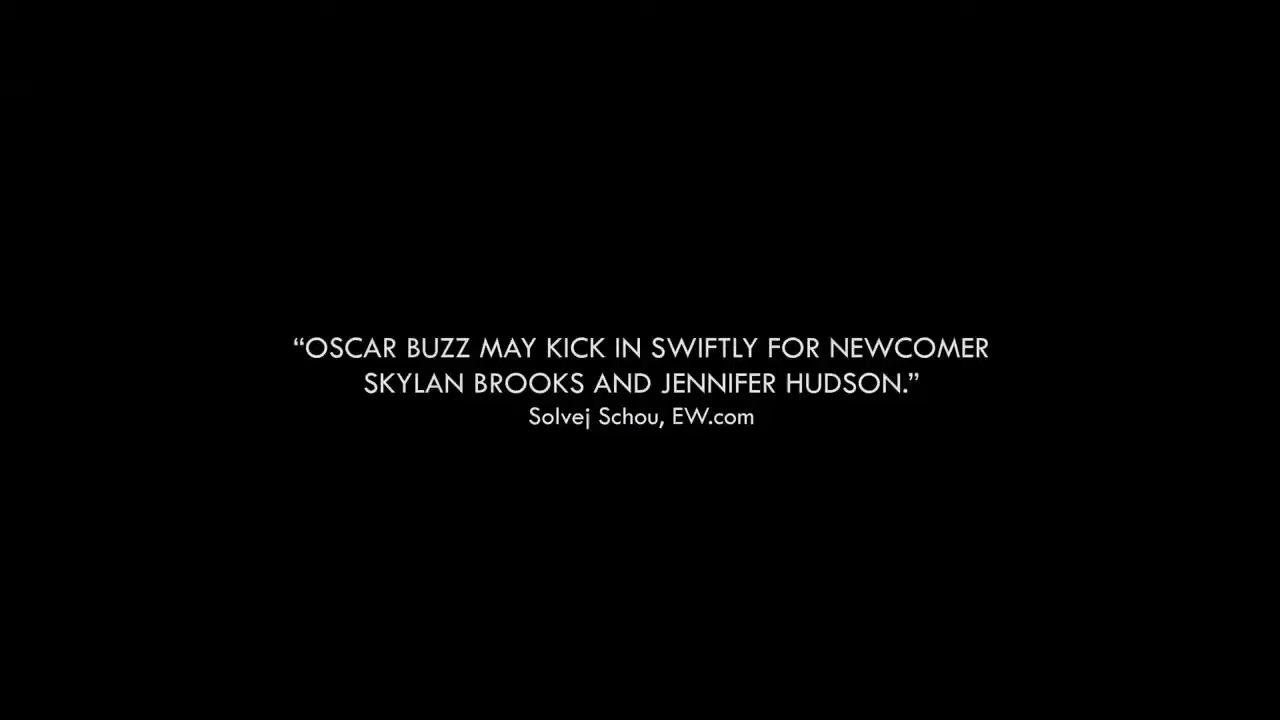 “OSCAR BUZZ MAY KICK IN SWIFTLY FOR NEWCOMER
SKYLAN BROOKS AND JENNIFER HUDSON.”
Solvej Schou, EW.com